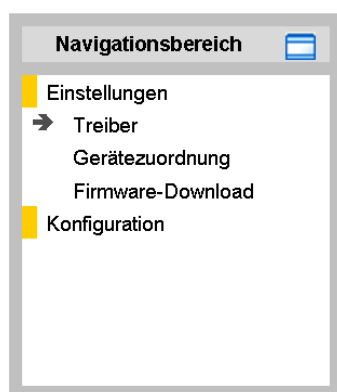 Navigationsbereich
Einstellungen
Treiber
Gerätezuordnung
Firmware-Download
Konfiguration